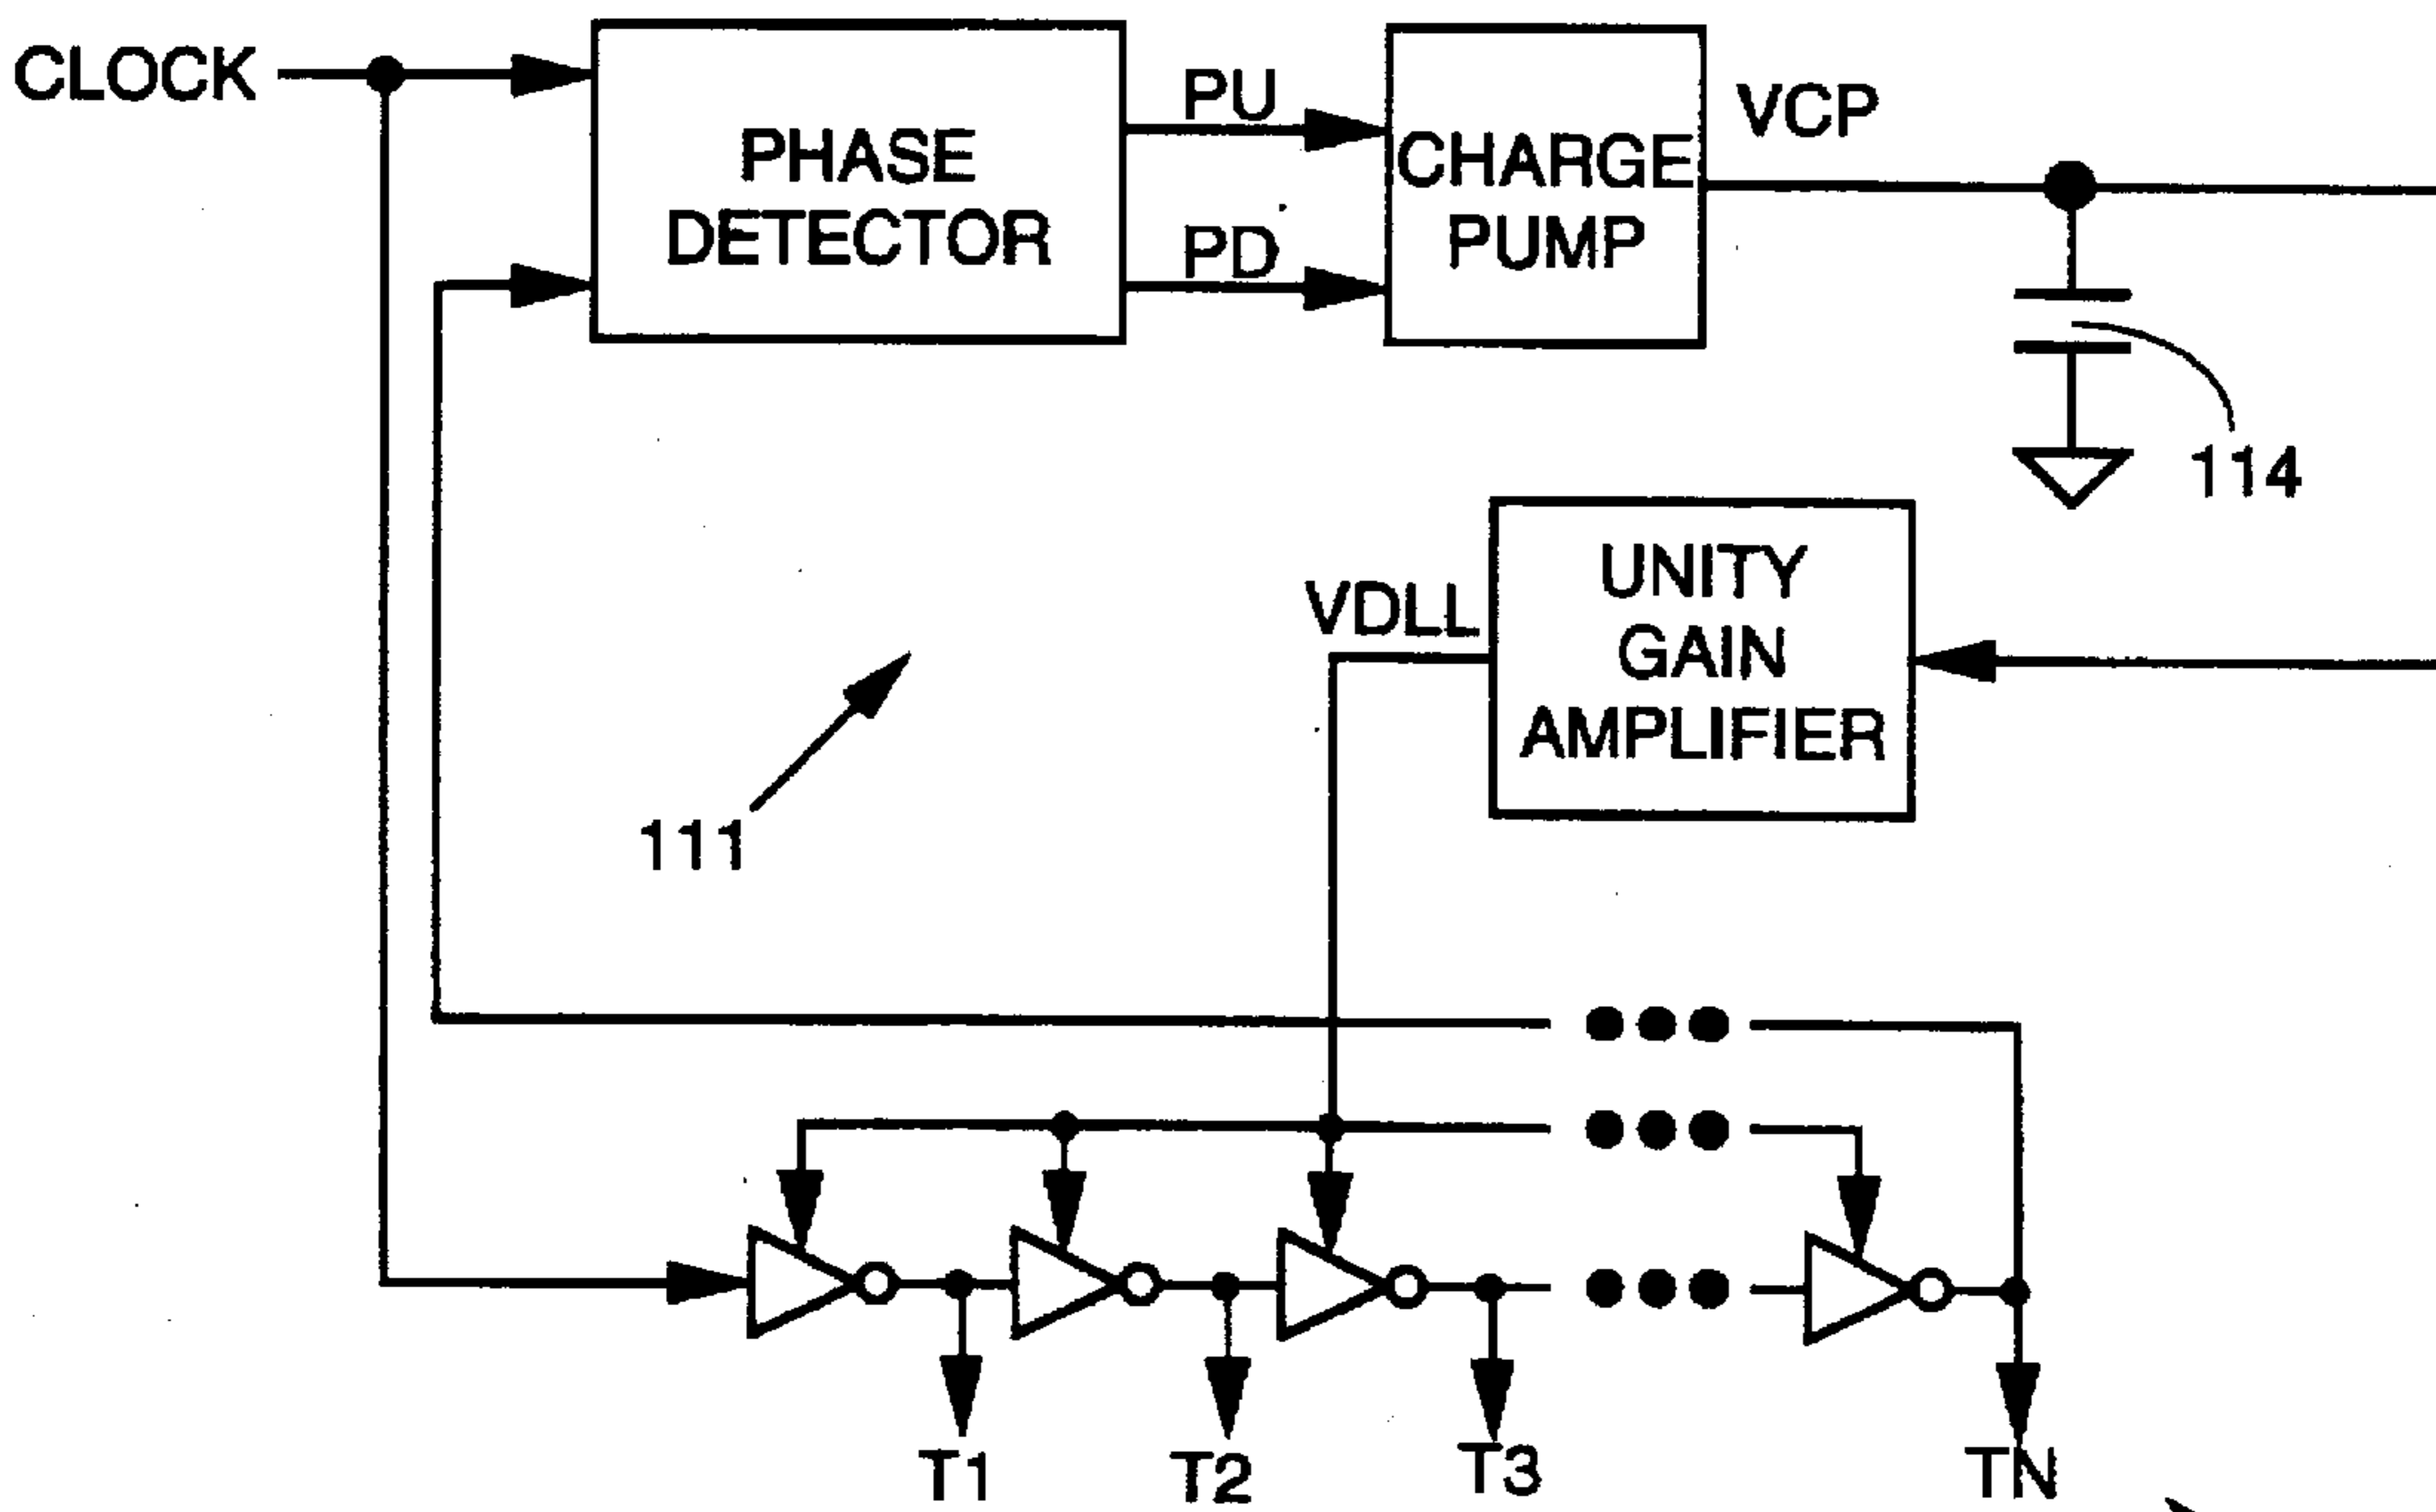 CLOCK
PHASE
DETECTOR
PU
PD
CHARGE
PUMP
VCP
114
UNITY
GAIN
AMPLIFIER
VDLL
111
T1
T2
T3
TN